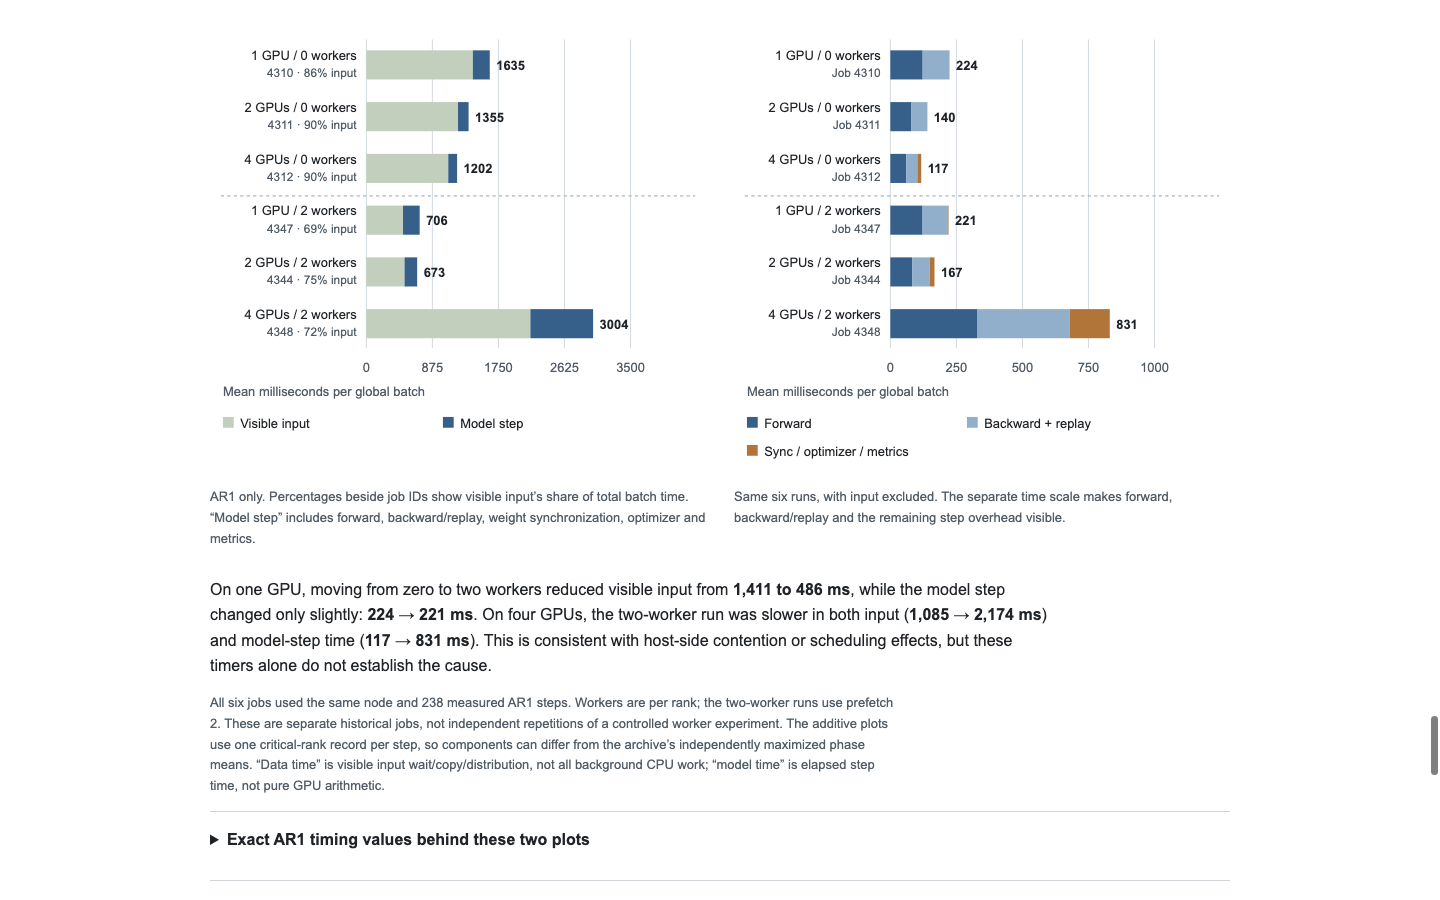 1 GPU / 0 workers
4310 · 86% input
1635
2 GPUs / 0 workers
4311 · 90% input
1355
4 GPUs / 0 workers
4312 · 90% input
1202
1 GPU / 2 workers
4347 · 69% input
706
2 GPUs / 2 workers
4344 · 75% input
673
4 GPUs / 2 workers
4348 · 72% input
3004
0 875 1750 2625 3500
Mean milliseconds per global batch
Visible input
Model step
1 GPU / 0 workers
Job 4310
224
2 GPUs / 0 workers
Job 4311
140
4 GPUs / 0 workers
Job 4312
117
1 GPU / 2 workers
Job 4347
221
2 GPUs / 2 workers
Job 4344
167
4 GPUs / 2 workers
Job 4348
831
0 250 500 750 1000
Mean milliseconds per global batch
Forward
Backward + replay
Sync / optimizer / metrics
AR1 only. Percentages beside job IDs show visible input’s share of total batch time.
“Model step” includes forward, backward/replay, weight synchronization, optimizer and
metrics.
Same six runs, with input excluded. The separate time scale makes forward,
backward/replay and the remaining step overhead visible.
On one GPU, moving from zero to two workers reduced visible input from 1,411 to 486 ms, while the model step
changed only slightly: 224 → 221 ms. On four GPUs, the two-worker run was slower in both input (1,085 → 2,174 ms)
and model-step time (117 → 831 ms). This is consistent with host-side contention or scheduling effects, but these
timers alone do not establish the cause.
All six jobs used the same node and 238 measured AR1 steps. Workers are per rank; the two-worker runs use prefetch
2. These are separate historical jobs, not independent repetitions of a controlled worker experiment. The additive plots
use one critical-rank record per step, so components can differ from the archive’s independently maximized phase
means. “Data time” is visible input wait/copy/distribution, not all background CPU work; “model time” is elapsed step
time, not pure GPU arithmetic.
Exact AR1 timing values behind these two plots